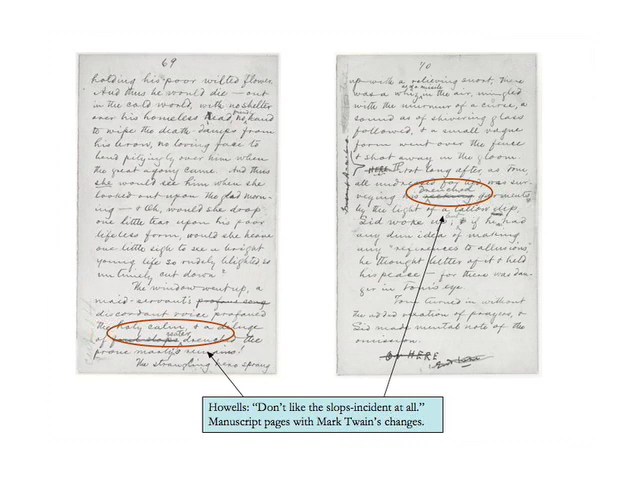 69
holding his poor wilted flower.
And thus he would die — out
in the cold world, with no shelter
over his homeless head, no friendly hand
to wipe the death-damps from
his brow, no loving face to
bend pityingly over him when
the great agony came. And thus
she would see him when she
looked out upon the glad morn-
ing — & Oh, would she drop
one little tear upon his poor
lifeless form, would she heave
one little sigh to see a bright
young life so rudely blighted, so
untimely cut down?
The window went up, a
maid-servant's
discordant voice profaned
the holy calm, & a deluge
water
of drenched the
prone martyr's remains!
The strangling hero sprang
70
up with a relieving snort; there
as of a missile
was a whiz in the air, mingled
with the murmur of a curse, a
sound as of shivering glass
followed, & a small vague
form went over the fence
& shot away in the gloom.
Not long after, as Tom,
all undressed for bed, was sur-
drenched
veying his garments
by the light of a tallow dip,
Sid woke up; & if he had
any dim idea of making
any "references to allusions,"
he thought better of it & held
his peace — for there was dan-
ger in Tom's eye.
Tom turned in without
the added vexation of prayers, &
Sid made mental note of the
omission.
HERE
Howells: “Don’t like the slops-incident at all.”
Manuscript pages with Mark Twain’s changes.